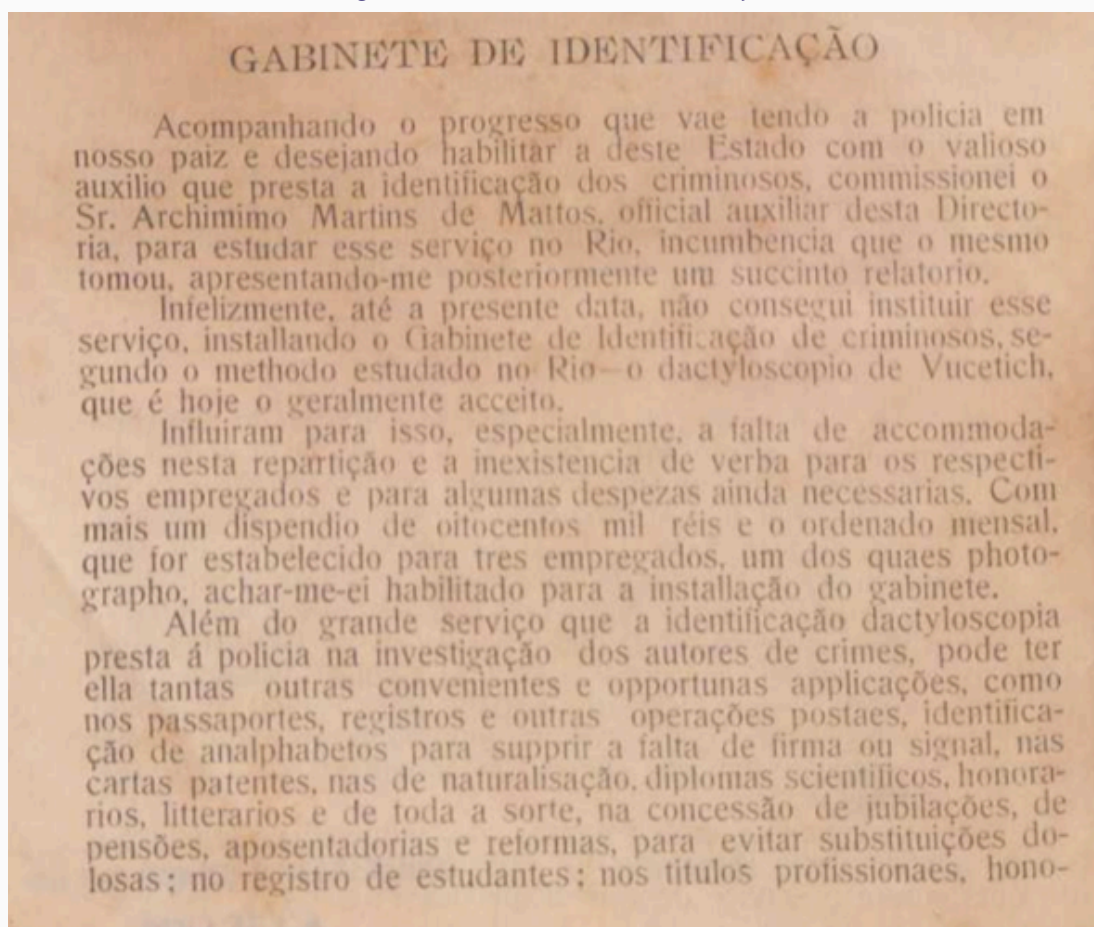 GABINETE DE IDENTIFICAÇÃO
Acompanhando o progresso que vae tendo a policia em
nosso paiz e desejando habilitar a deste Estado com o valioso
auxilio que presta a identificação dos criminosos, commissionei o
Sr. Archimimo Martins de Mattos, official auxiliar desta Directo-
ria, para estudar esse serviço no Rio, incumbencia que o mesmo
tomou, apresentando-me posteriormente um succinto relatorio.
Infelizmente, até a presente data, não consegui instituir esse
serviço, installando o Gabinete de Identificação de criminosos, se-
gundo o methodo estudado no Rio—o dactyloscopio de Vucetich,
que é hoje o geralmente acceito.
Influiram para isso, especialmente, a falta de accommoda-
ções nesta repartição e a inexistencia de verba para os respecti-
vos empregados e para algumas despezas ainda necessarias. Com
mais um dispendio de oitocentos mil réis e o ordenado mensal,
que for estabelecido para tres empregados, um dos quaes photo-
grapho, achar-me-ei habilitado para a installação do gabinete.
Além do grande serviço que a identificação dactyloscopia
presta á policia na investigação dos autores de crimes, pode ter
ella tantas outras convenientes e opportunas applicações, como
nos passaportes, registros e outras operações postaes, identifica-
ção de analphabetos para supprir a falta de firma ou signal, nas
cartas patentes, nas de naturalisação, diplomas scientificos, honora-
rios, litterarios e de toda a sorte, na concessão de jubilações, de
pensões, aposentadorias e reformas, para evitar substituições do-
losas; no registro de estudantes; nos titulos profissionaes, hono-